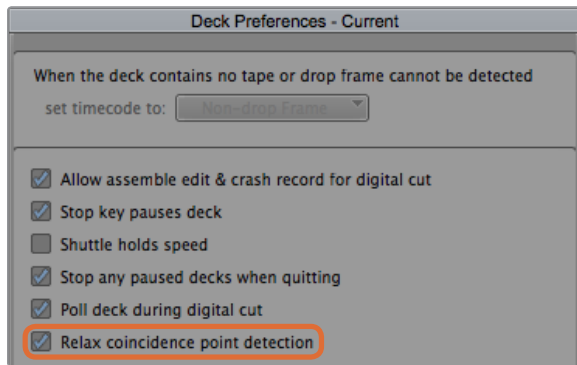 Deck Preferences - Current
When the deck contains no tape or drop frame cannot be detected
set timecode to: Non-drop Frame
Allow assemble edit & crash record for digital cut
Stop key pauses deck
Shuttle holds speed
Stop any paused decks when quitting
Poll deck during digital cut
Relax coincidence point detection